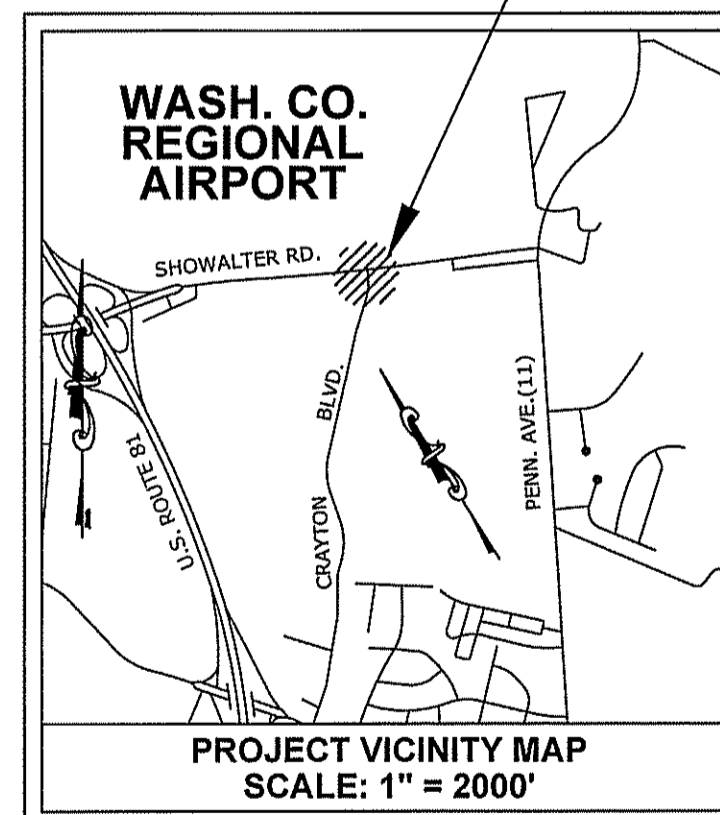 WASH. CO.
REGIONAL
AIRPORT
SHOWALTER RD.
BLVD.
CRAYTON
U.S. ROUTE 81
PENN. AVE.(11)
PROJECT VICINITY MAP
SCALE: 1" = 2000'